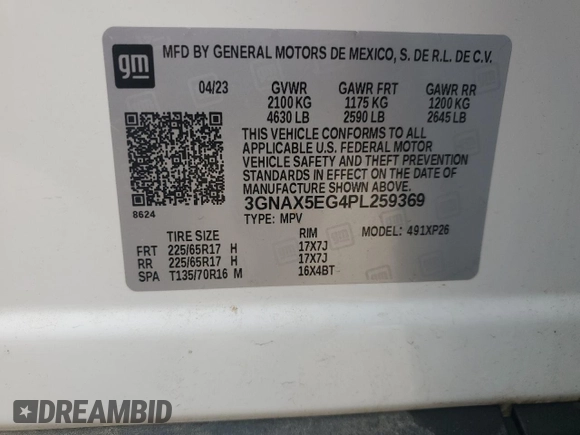 gm
MFD BY GENERAL MOTORS DE MEXICO, S. DE R.L. DE C.V.
04/23 GVWR GAWR FRT GAWR RR
2100 KG 1175 KG 1200 KG
4630 LB 2590 LB 2645 LB
THIS VEHICLE CONFORMS TO ALL
APPLICABLE U.S. FEDERAL MOTOR
VEHICLE SAFETY AND THEFT PREVENTION
STANDARDS IN EFFECT ON THE DATE OF
MANUFACTURE SHOWN ABOVE.
3GNAX5EG4PL259369
8624
TYPE: MPV MODEL: 491XP26
TIRE SIZE RIM
FRT 225/65R17 H 17X7J
RR 225/65R17 H 17X7J
SPA T135/70R16 M 16X4BT
DREAMBID